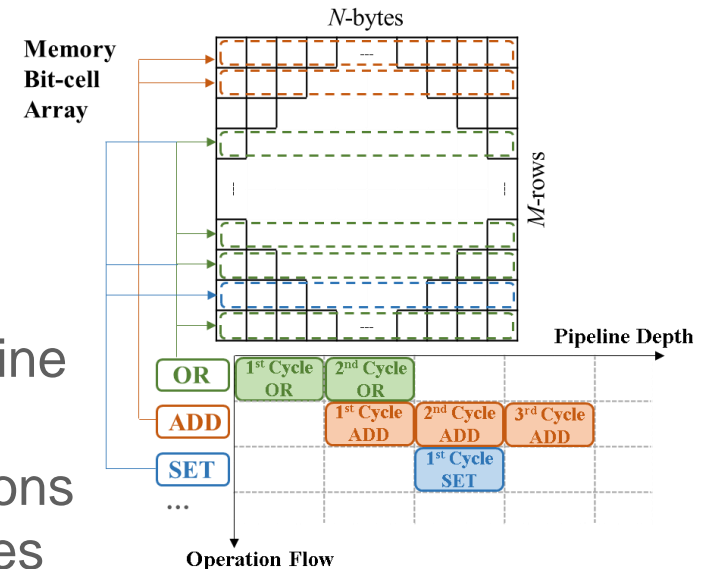 N-bytes
Memory
Bit-cell
Array
M-rows
Pipeline Depth
ine
OR
1st Cycle
OR
2nd Cycle
OR
ADD
1st Cycle
ADD
2nd Cycle
ADD
3rd Cycle
ADD
ons
SET
1st Cycle
SET
...
es
Operation Flow